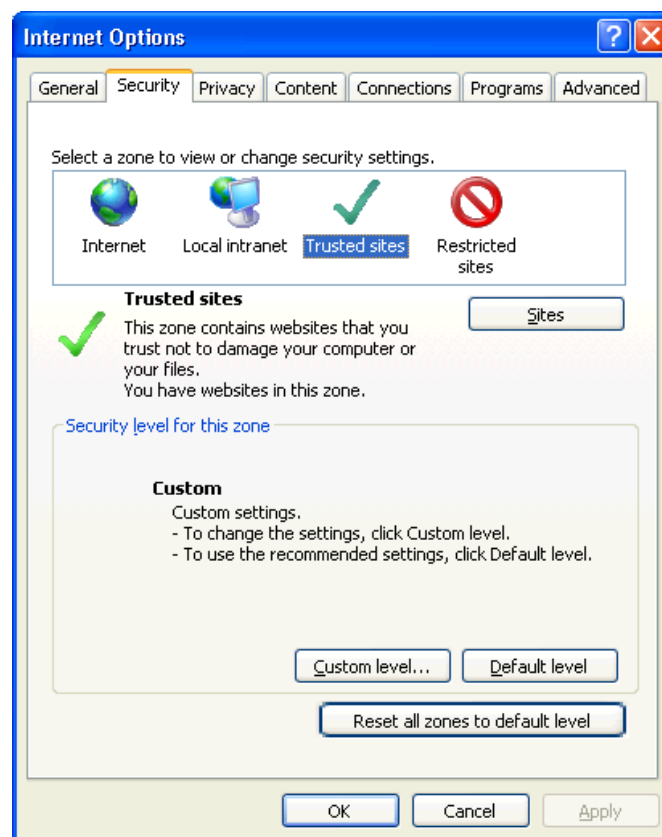 Internet Options
General Security Privacy Content Connections Programs Advanced
Select a zone to view or change security settings.
Internet Local intranet Trusted sites Restricted
sites
Trusted sites
Sites
This zone contains websites that you
trust not to damage your computer or
your files.
You have websites in this zone.
Security level for this zone
Custom
Custom settings.
- To change the settings, click Custom level.
- To use the recommended settings, click Default level.
Custom level... Default level
Reset all zones to default level
OK Cancel Apply